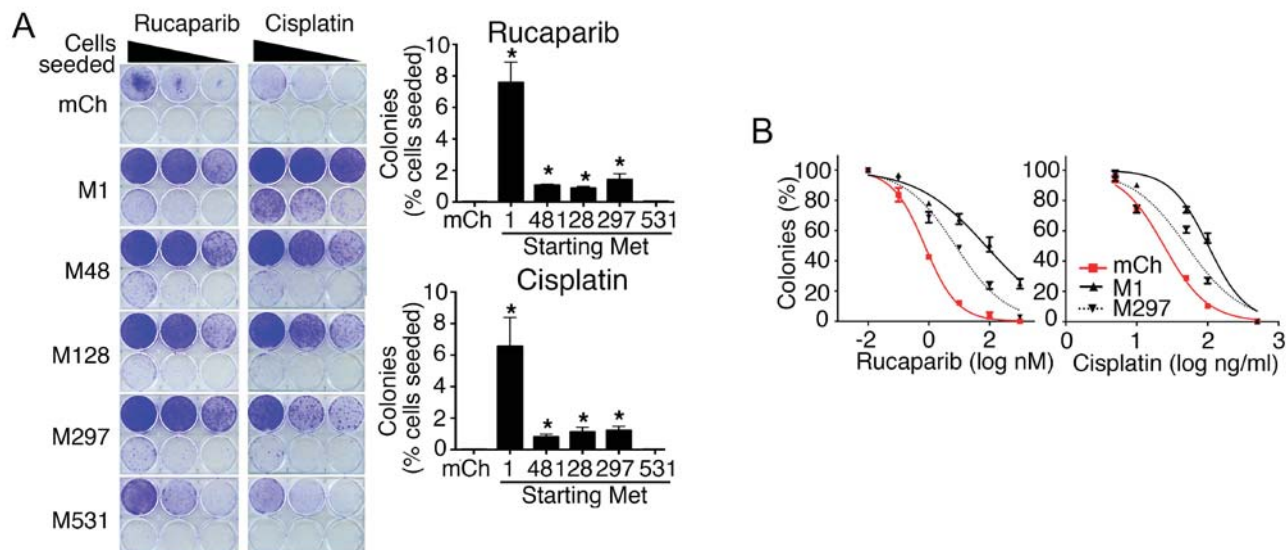 A
Rucaparib Cisplatin
Cells
seeded
mCh
M1
M48
M128
M297
M531
Rucaparib
Colonies
(% cells seeded)
10
8
6
4
2
0
* * * *
mCh 1 48 128 297 531
Starting Met
Cisplatin
Colonies
(% cells seeded)
10
8
6
4
2
0
* * * *
mCh 1 48 128 297 531
Starting Met
B
Colonies (%)
100
80
60
40
20
0
-2 0 2
Rucaparib (log nM)
100
80
60
40
80
100
mCh
M1
M297
0 1 2 3
Cisplatin (log ng/ml)